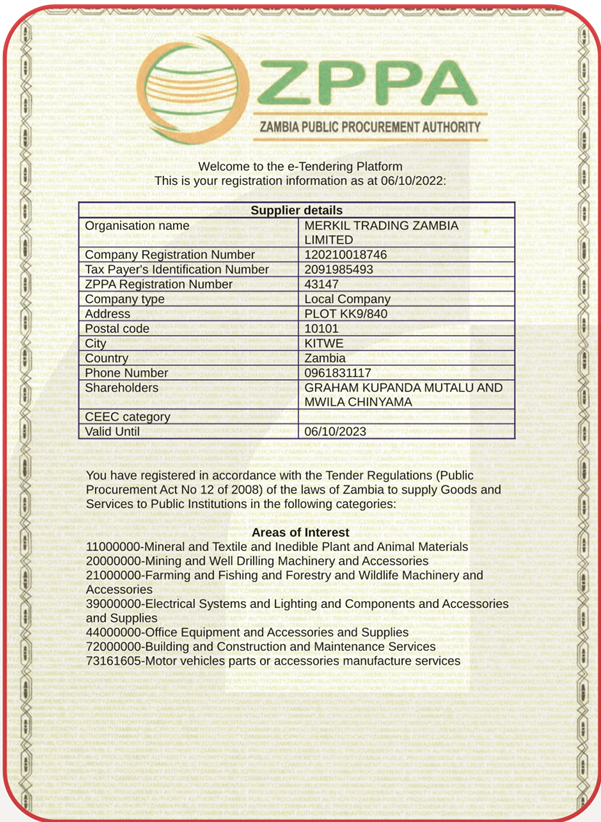 ZPPA
ZAMBIA PUBLIC PROCUREMENT AUTHORITY
Welcome to the e-Tendering Platform
This is your registration information as at 06/10/2022:
Supplier details
Organisation name MERKIL TRADING ZAMBIA
LIMITED
Company Registration Number 120210018746
Tax Payer's Identification Number 2091985493
ZPPA Registration Number 43147
Company type Local Company
Address PLOT KK9/840
Postal code 10101
City KITWE
Country Zambia
Phone Number 0961831117
Shareholders GRAHAM KUPANDA MUTALU AND
MWILA CHINYAMA
CEEC category
Valid Until 06/10/2023
You have registered in accordance with the Tender Regulations (Public
Procurement Act No 12 of 2008) of the laws of Zambia to supply Goods and
Services to Public Institutions in the following categories:
Areas of Interest
11000000-Mineral and Textile and Inedible Plant and Animal Materials
20000000-Mining and Well Drilling Machinery and Accessories
21000000-Farming and Fishing and Forestry and Wildlife Machinery and
Accessories
39000000-Electrical Systems and Lighting and Components and Accessories
and Supplies
44000000-Office Equipment and Accessories and Supplies
72000000-Building and Construction and Maintenance Services
73161605-Motor vehicles parts or accessories manufacture services